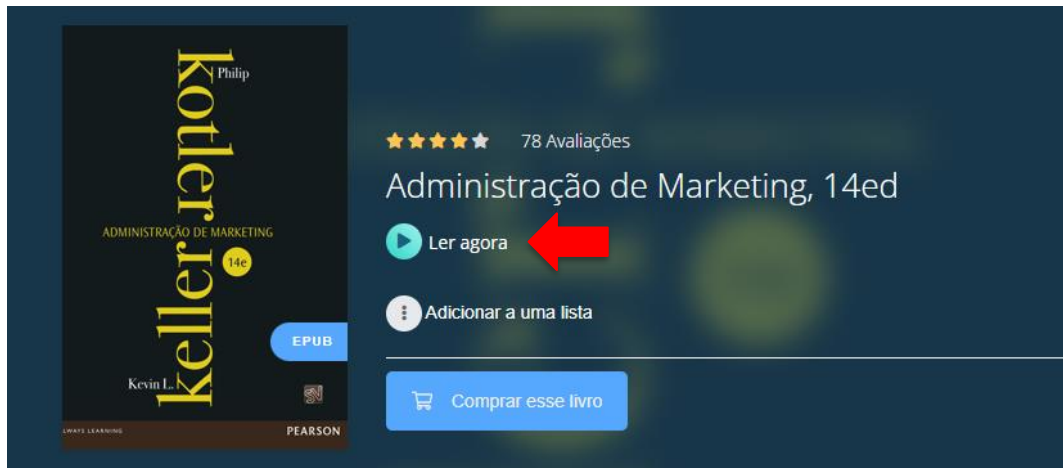 Philip
kotler
ADMINISTRAÇÃO DE MARKETING
14e
keller
Kevin L.
EPUB
ALWAYS LEARNING
PEARSON
78 Avaliações
Administração de Marketing, 14ed
Ler agora
Adicionar a uma lista
Comprar esse livro